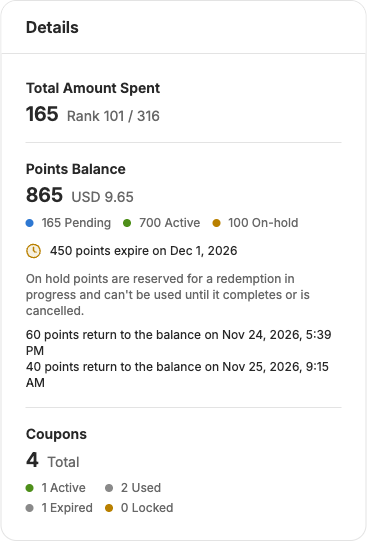 Details
Total Amount Spent
165 Rank 101 / 316
Points Balance
865 USD 9.65
165 Pending 700 Active 100 On-hold
450 points expire on Dec 1, 2026
On hold points are reserved for a redemption in
progress and can't be used until it completes or is
cancelled.
60 points return to the balance on Nov 24, 2026, 5:39
PM
40 points return to the balance on Nov 25, 2026, 9:15
AM
Coupons
4 Total
1 Active 2 Used
1 Expired 0 Locked